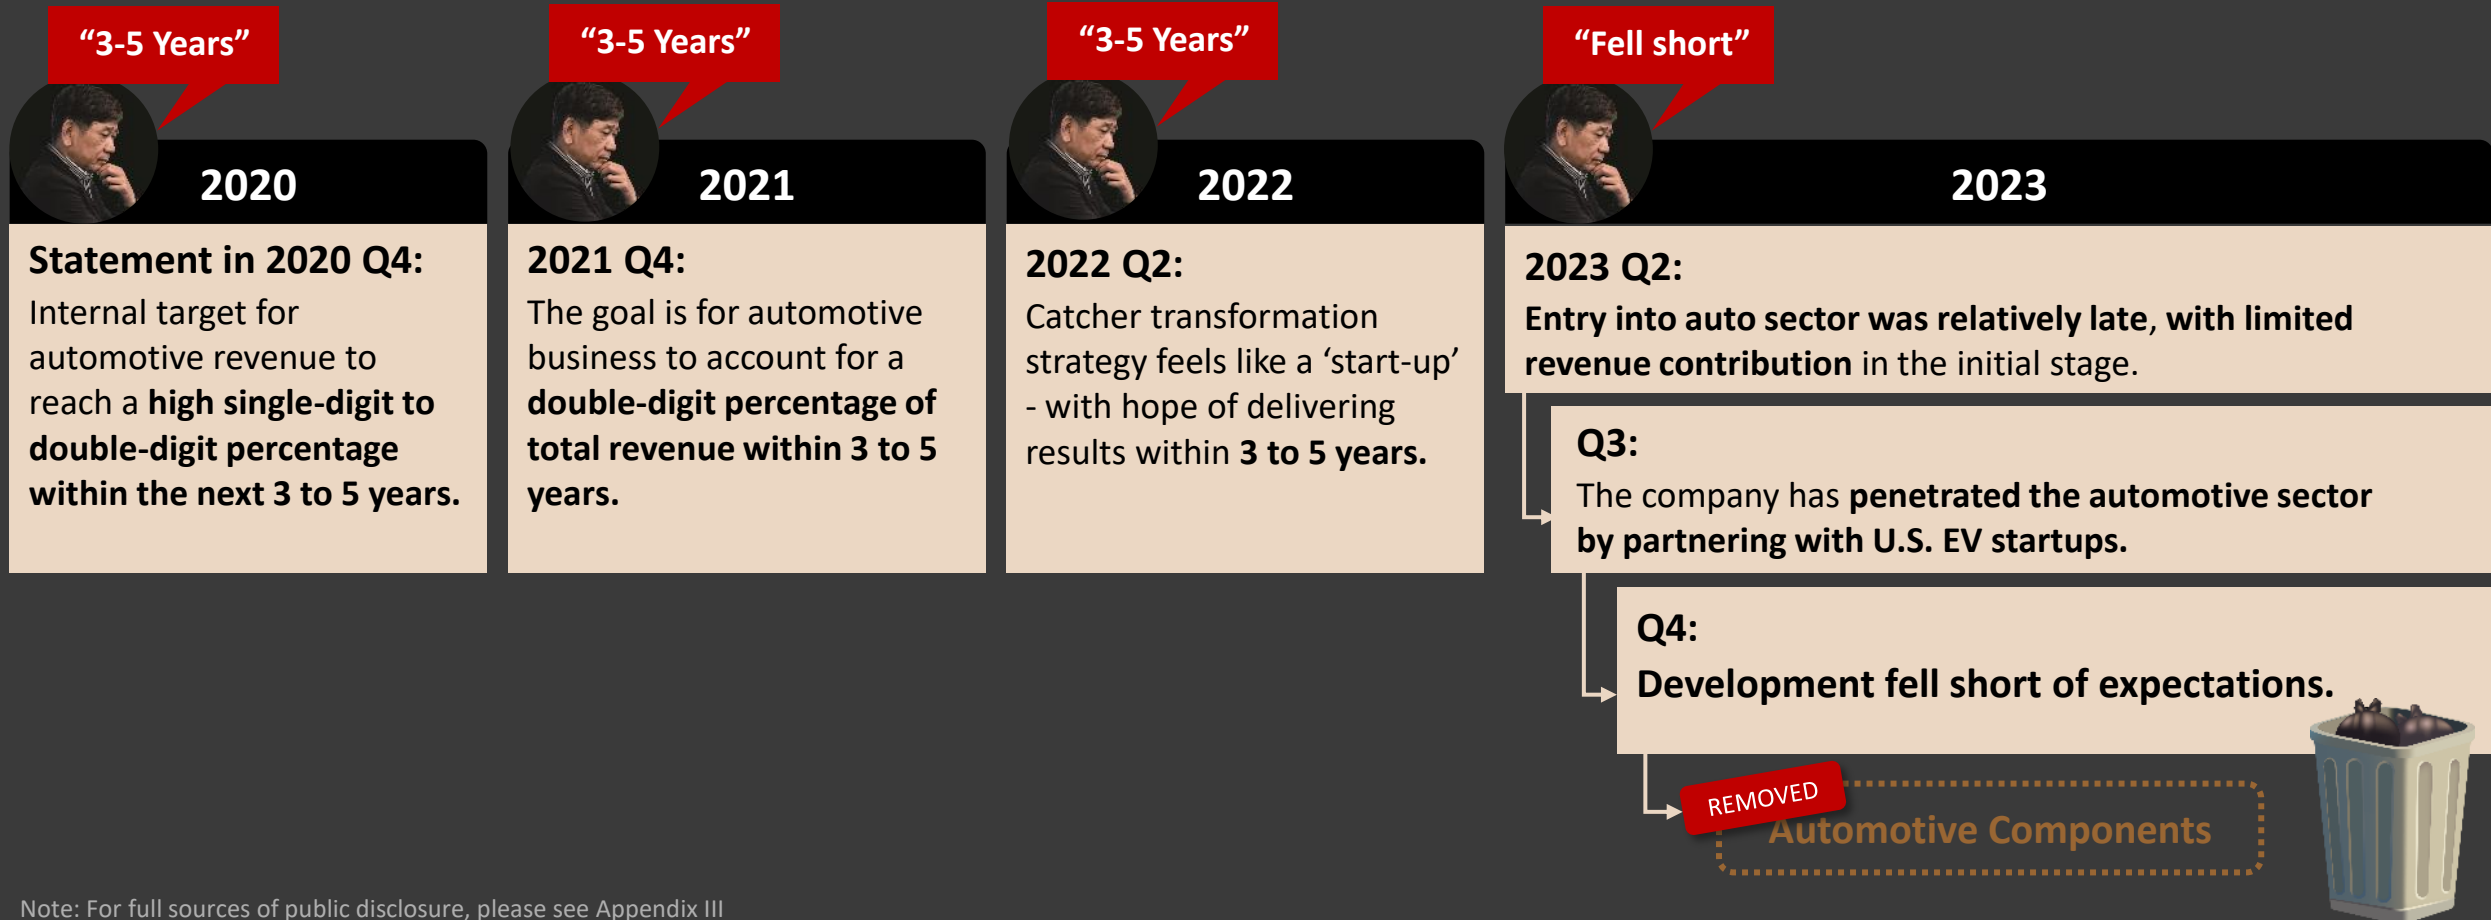 “3-5 Years”
“3-5 Years”
“3-5 Years”
“Fell short”
2020
Statement in 2020 Q4:
Internal target for
automotive revenue to
reach a high single-digit to
double-digit percentage
within the next 3 to 5 years.
2021
2021 Q4:
The goal is for automotive
business to account for a
double-digit percentage of
total revenue within 3 to 5
years.
2022
2022 Q2:
Catcher transformation
strategy feels like a ‘start-up’
- with hope of delivering
results within 3 to 5 years.
2023
2023 Q2:
Entry into auto sector was relatively late, with limited
revenue contribution in the initial stage.
Q3:
The company has penetrated the automotive sector
by partnering with U.S. EV startups.
Q4:
Development fell short of expectations.
REMOVED
Automotive Components
Note: For full sources of public disclosure, please see Appendix III